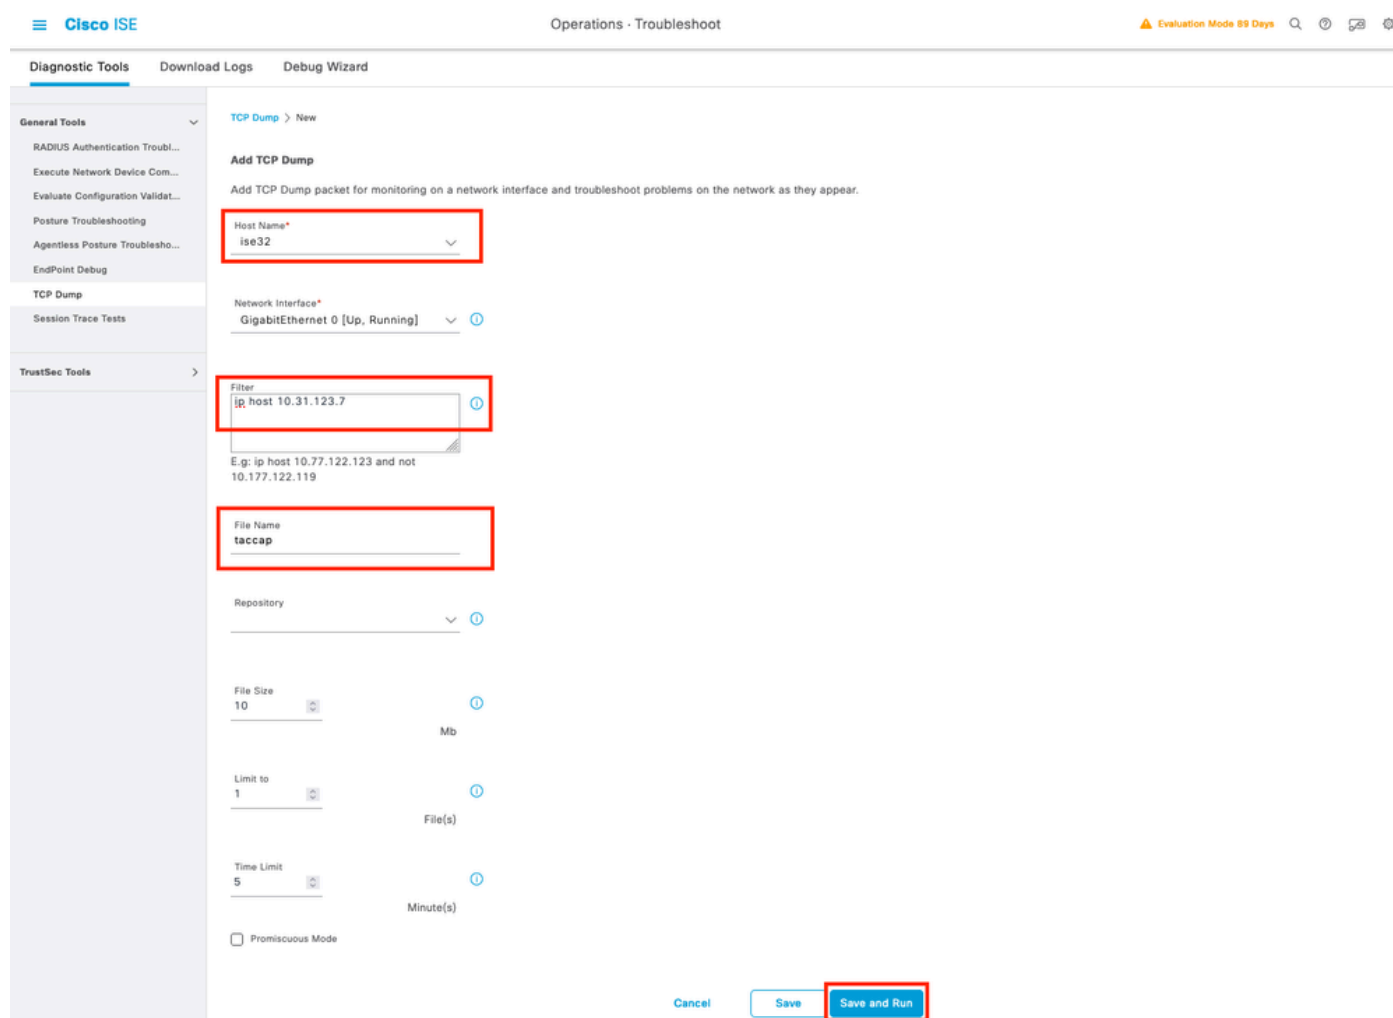 Cisco ISE
Operations · Troubleshoot
Evaluation Mode 89 Days
Diagnostic Tools
Download Logs
Debug Wizard
General Tools
RADIUS Authentication Troubl...
Execute Network Device Com...
Evaluate Configuration Validat...
Posture Troubleshooting
Agentless Posture Troublesho...
EndPoint Debug
TCP Dump
Session Trace Tests
TrustSec Tools
TCP Dump > New
Add TCP Dump
Add TCP Dump packet for monitoring on a network interface and troubleshoot problems on the network as they appear.
Host Name*
ise32
Network Interface*
GigabitEthernet 0 [Up, Running]
Filter
ip host 10.31.123.7
E.g: ip host 10.77.122.123 and not
10.177.122.119
File Name
taccap
Repository
File Size
10
Mb
Limit to
1
File(s)
Time Limit
5
Minute(s)
Promiscuous Mode
Cancel
Save
Save and Run